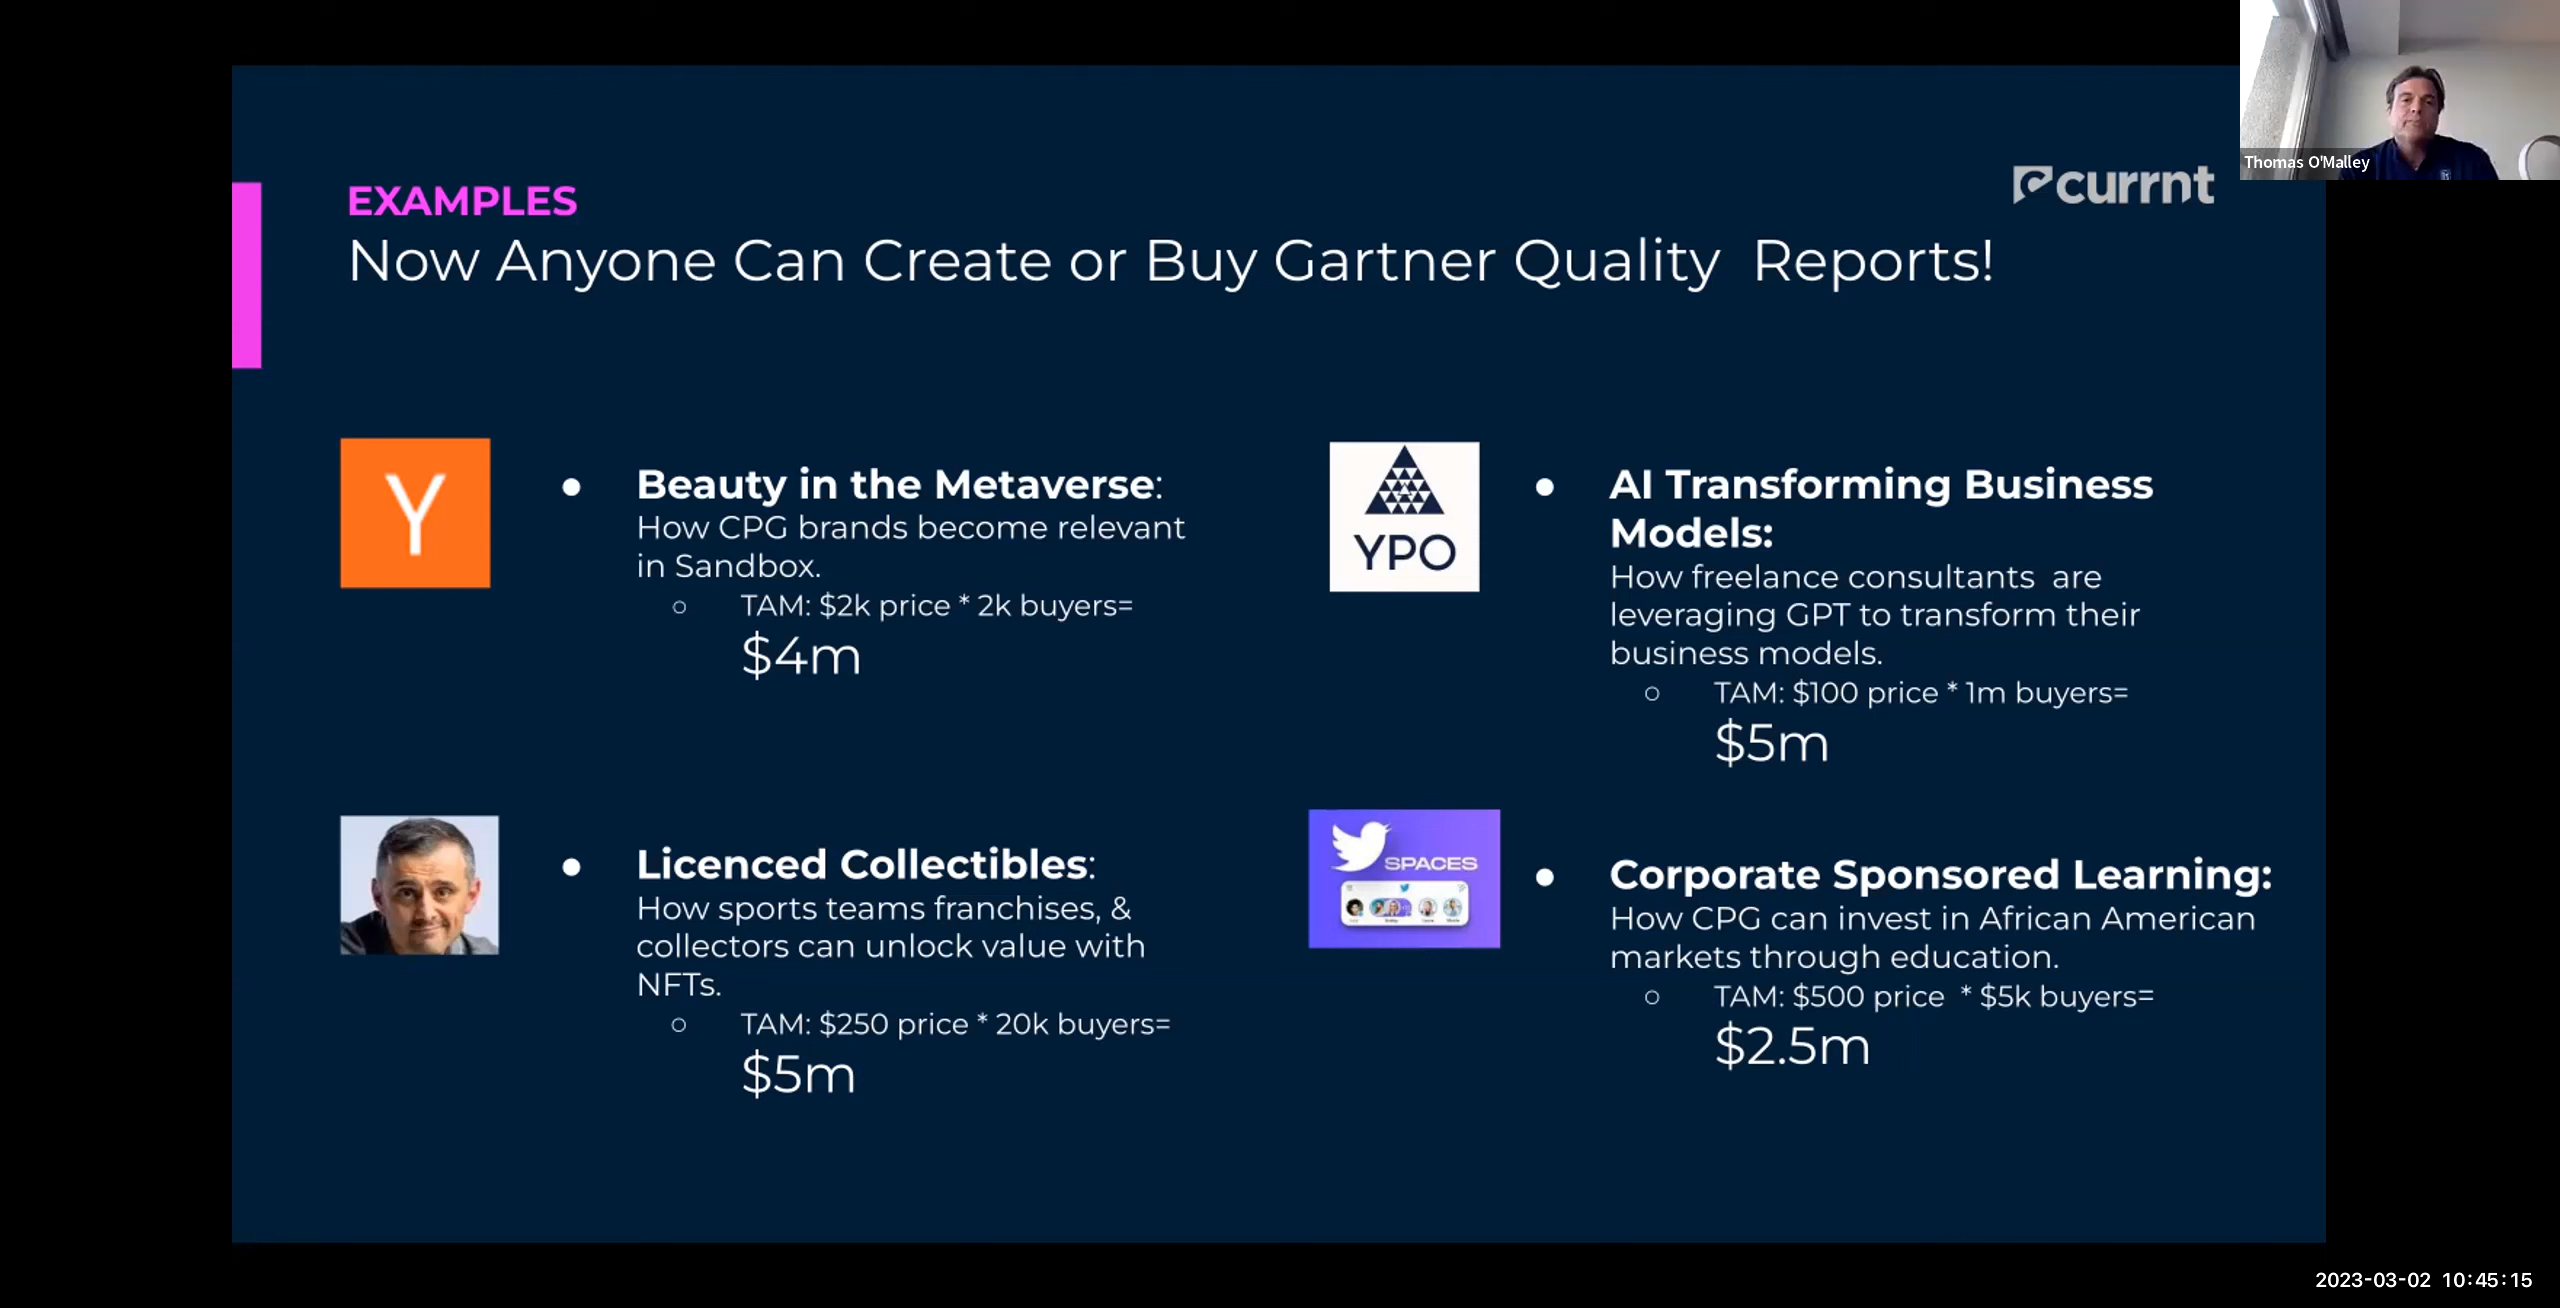 Thomas O'Malley
currnt
EXAMPLES
Now Anyone Can Create or Buy Gartner Quality  Reports!
Y
● Beauty in the Metaverse:
How CPG brands become relevant
in Sandbox.
○ TAM: $2k price * 2k buyers=
$4m
YPO
● AI Transforming Business
Models:
How freelance consultants  are
leveraging GPT to transform their
business models.
○ TAM: $100 price * 1m buyers=
$5m
● Licenced Collectibles:
How sports teams franchises, &
collectors can unlock value with
NFTs.
○ TAM: $250 price * 20k buyers=
$5m
SPACES
● Corporate Sponsored Learning:
How CPG can invest in African American
markets through education.
○ TAM: $500 price  * $5k buyers=
$2.5m
2023-03-02 10:45:15